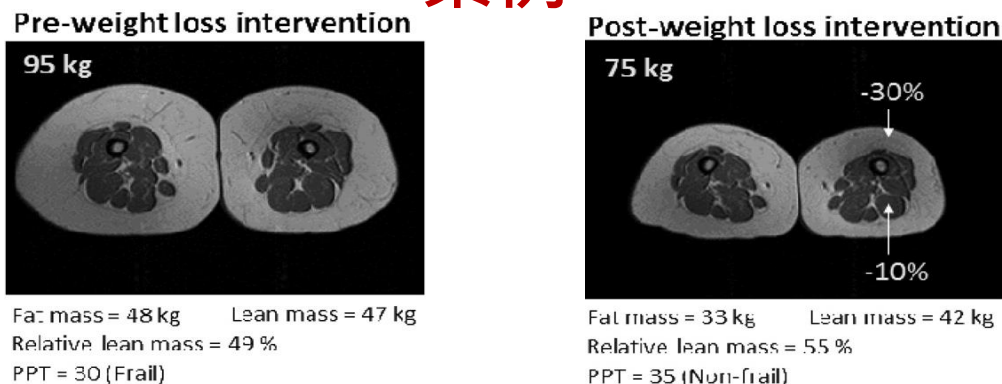 Pre-weight loss intervention
95 kg
Fat mass = 48 kg Lean mass = 47 kg
Relative lean mass = 49 %
PPT = 30 (Frail)
Post-weight loss intervention
75 kg
-30%
-10%
Fat mass = 33 kg Lean mass = 42 kg
Relative lean mass = 55 %
PPT = 35 (Non-frail)